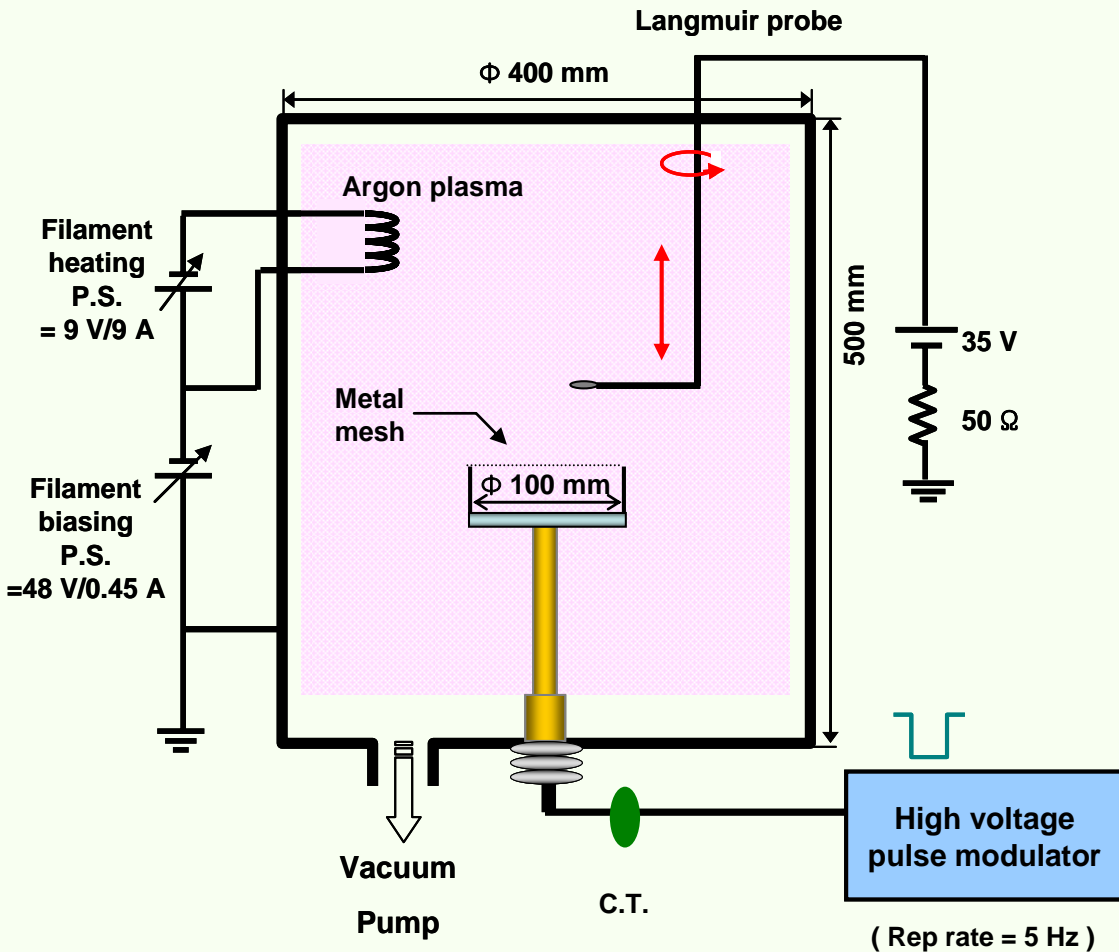 Langmuir probe
Φ 400 mm
Argon plasma
Filament
heating
P.S.
= 9 V/9 A
500 mm
35 V
50 Ω
Metal
mesh
Φ 100 mm
Filament
biasing
P.S.
=48 V/0.45 A
High voltage
pulse modulator
Vacuum
Pump
C.T.
( Rep rate = 5 Hz )